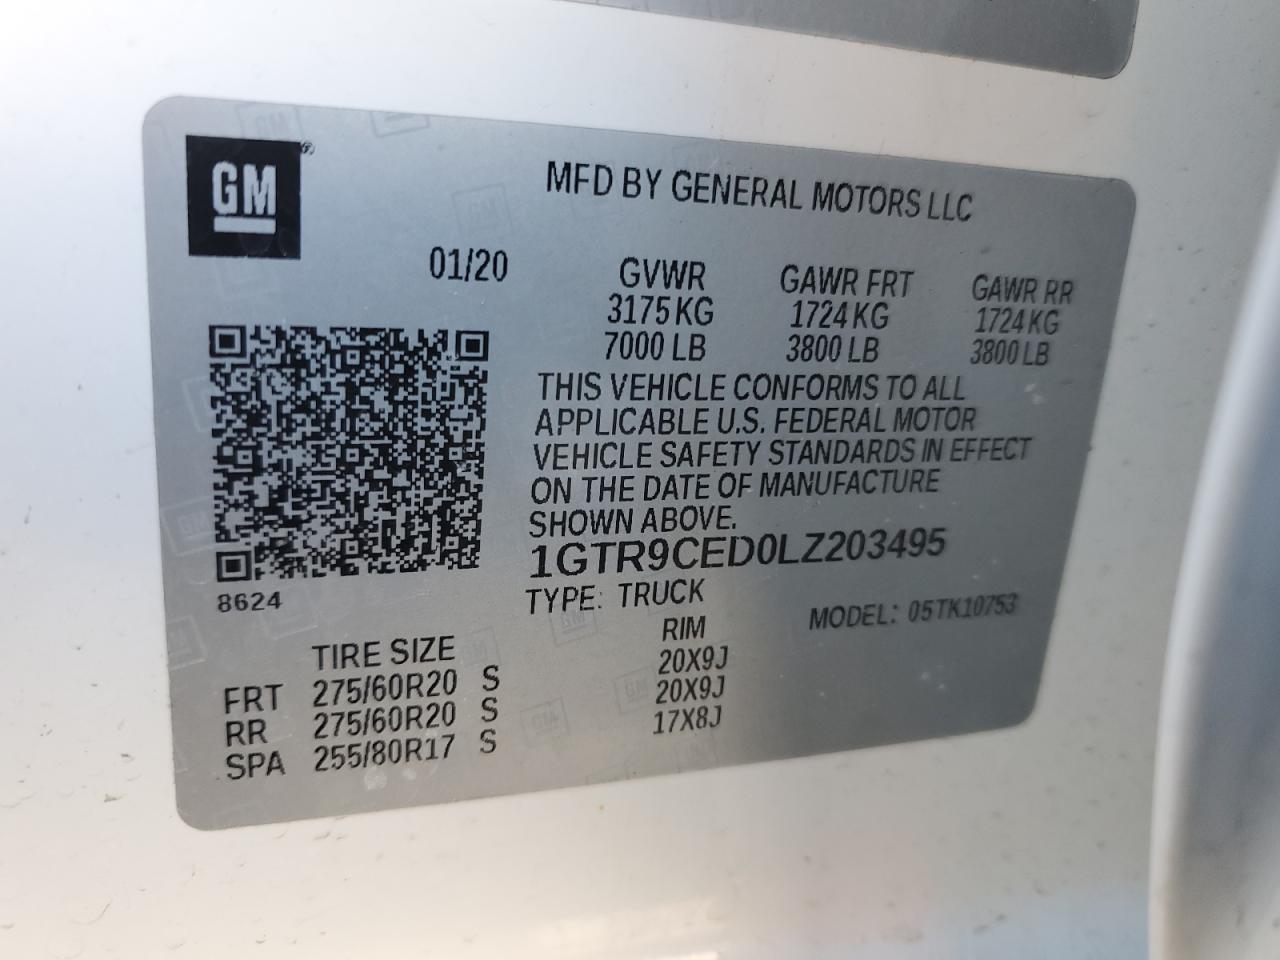 GM
MFD BY GENERAL MOTORS LLC
01/20
GVWR GAWR FRT GAWR RR
3175 KG 1724 KG 1724 KG
7000 LB 3800 LB 3800 LB
THIS VEHICLE CONFORMS TO ALL
APPLICABLE U.S. FEDERAL MOTOR
VEHICLE SAFETY STANDARDS IN EFFECT
ON THE DATE OF MANUFACTURE
SHOWN ABOVE.
1GTR9CED0LZ203495
8624
TYPE: TRUCK MODEL: 05TK10753
TIRE SIZE RIM
FRT 275/60R20 S 20X9J
RR 275/60R20 S 20X9J
SPA 255/80R17 S 17X8J